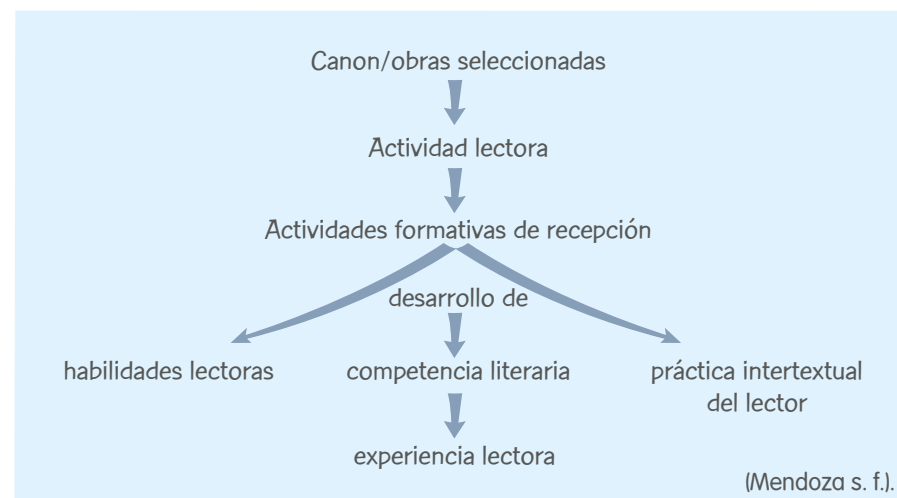 Canon/obras seleccionadas
Actividad lectora
Actividades formativas de recepción
desarrollo de
habilidades lectoras
competencia literaria
práctica intertextual
del lector
experiencia lectora
(Mendoza s. f.).